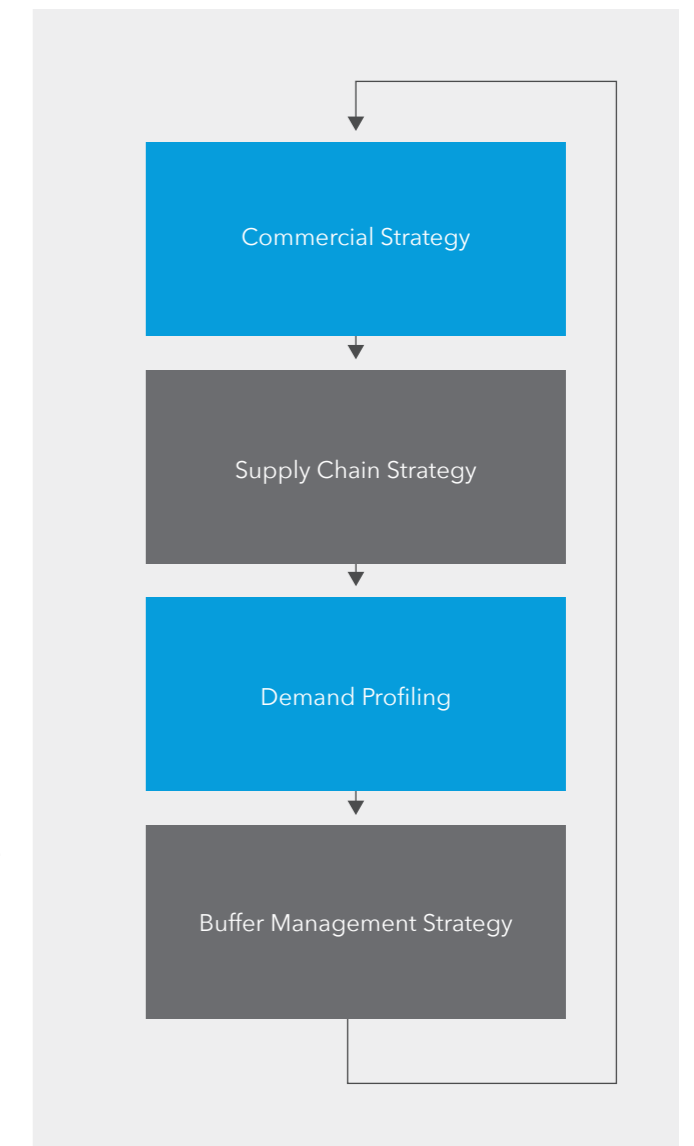 Commercial Strategy
Supply Chain Strategy
Demand Profiling
Buffer Management Strategy